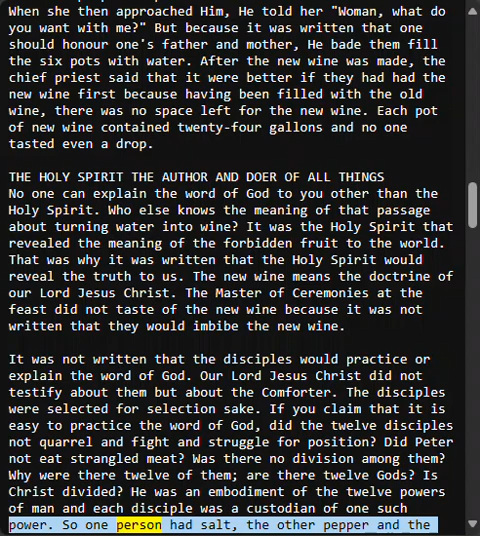 When she then approached Him, He told her "Woman, what do
you want with me?" But because it was written that one
should honour one's father and mother, He bade them fill
the six pots with water. After the new wine was made, the
chief priest said that it were better if they had had the
new wine first because having been filled with the old
wine, there was no space left for the new wine. Each pot
of new wine contained twenty-four gallons and no one
tasted even a drop.
THE HOLY SPIRIT THE AUTHOR AND DOER OF ALL THINGS
No one can explain the word of God to you other than the
Holy Spirit. Who else knows the meaning of that passage
about turning water into wine? It was the Holy Spirit that
revealed the meaning of the forbidden fruit to the world.
That was why it was written that the Holy Spirit would
reveal the truth to us. The new wine means the doctrine of
our Lord Jesus Christ. The Master of Ceremonies at the
feast did not taste of the new wine because it was not
written that they would imbibe the new wine.
It was not written that the disciples would practice or
explain the word of God. Our Lord Jesus Christ did not
testify about them but about the Comforter. The disciples
were selected for selection sake. If you claim that it is
easy to practice the word of God, did the twelve disciples
not quarrel and fight and struggle for position? Did Peter
not eat strangled meat? Was there no division among them?
Why were there twelve of them; are there twelve Gods? Is
Christ divided? He was an embodiment of the twelve powers
of man and each disciple was a custodian of one such
power. So one person had salt, the other pepper and the